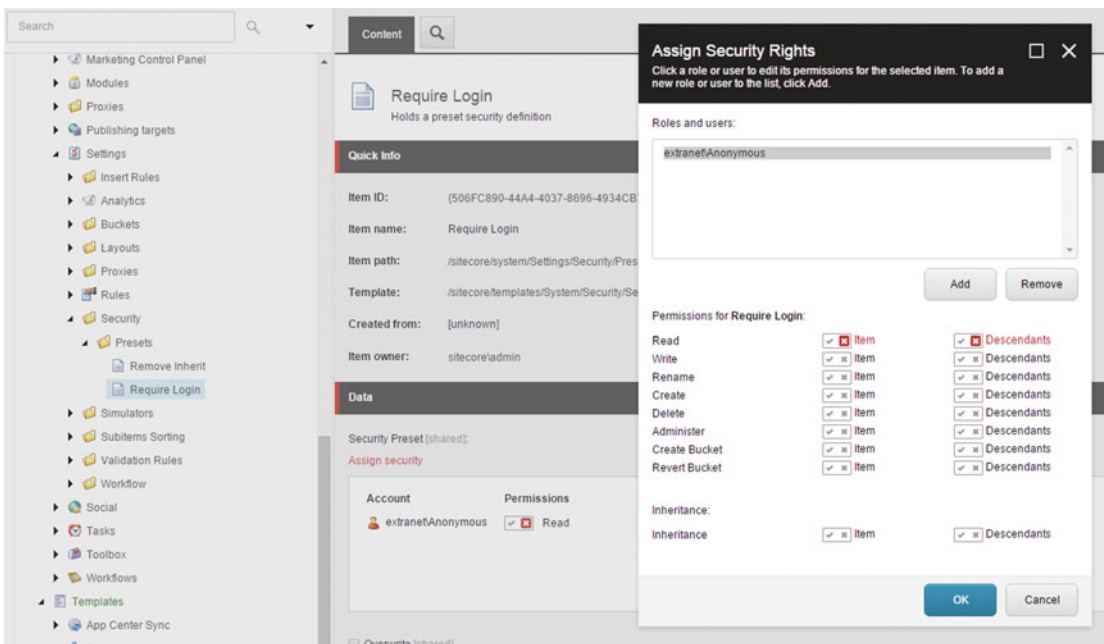 Search
Marketing Control Panel
Modules
Proxies
Publishing targets
Settings
Insert Rules
Analytics
Buckets
Layouts
Proxies
Rules
Security
Presets
Remove Inherit
Require Login
Simulators
Subitems Sorting
Validation Rules
Workflow
Social
Tasks
Toolbox
Workflows
Templates
App Center Sync
Content
Require Login
Holds a preset security definition
Quick Info
Item ID: {506FC890-44A4-4037-8696-4934CB
Item name: Require Login
Item path: /sitecore/system/Settings/Security/Pres
Template: /sitecore/templates/System/Security/Se
Created from: [unknown]
Item owner: sitecore\admin
Data
Security Preset [shared]:
Assign security
Account Permissions
extranet\Anonymous Read
Overwrite [shared]
Assign Security Rights
Click a role or user to edit its permissions for the selected item. To add a
new role or user to the list, click Add.
Roles and users:
extranet\Anonymous
Add Remove
Permissions for Require Login:
Read Item Descendants
Write Item Descendants
Rename Item Descendants
Create Item Descendants
Delete Item Descendants
Administer Item Descendants
Create Bucket Item Descendants
Revert Bucket Item Descendants
Inheritance:
Inheritance Item Descendants
OK Cancel